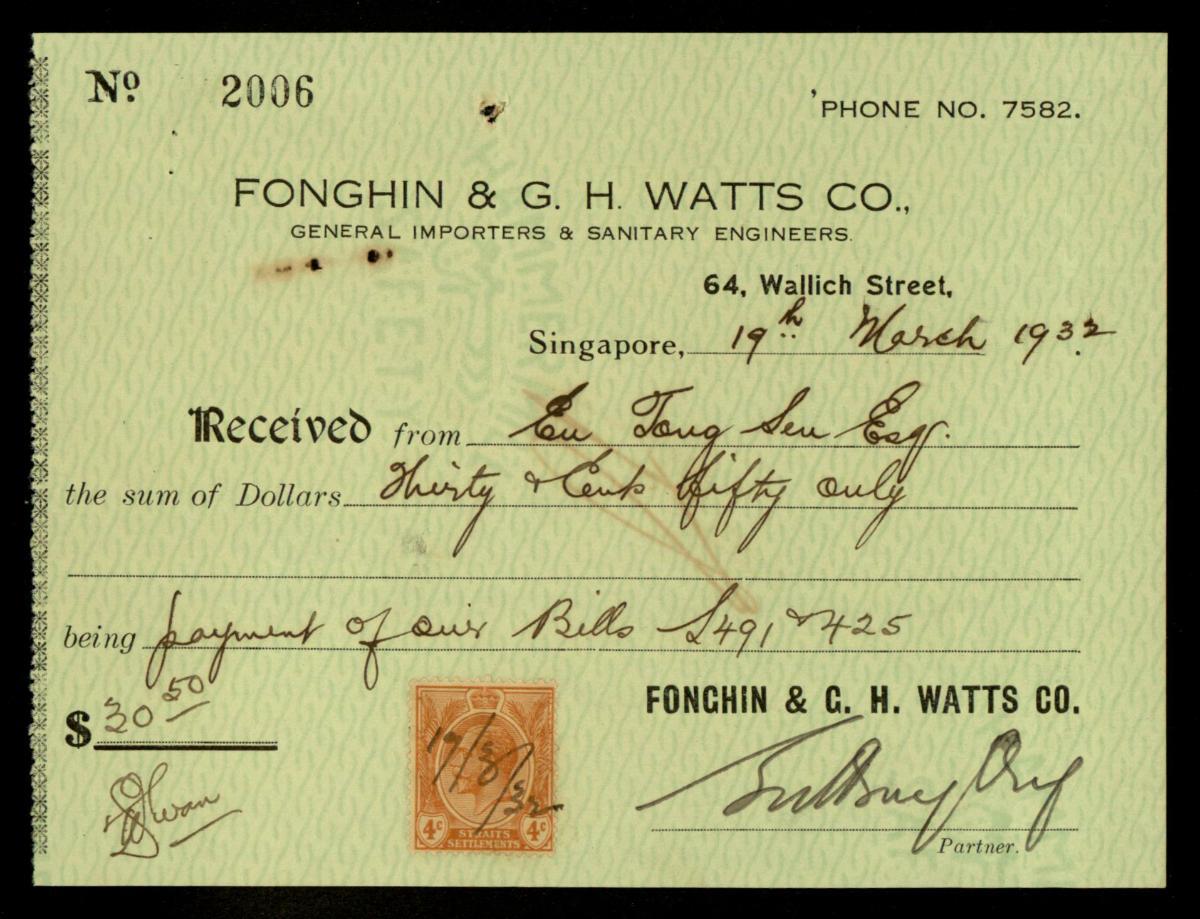 Nº 2006
'PHONE NO. 7582.
FONGHIN & G. H. WATTS CO.,
GENERAL IMPORTERS & SANITARY ENGINEERS.
64, Wallich Street,
Singapore, 19th March 1932
Received from Eu Tong Sen Esqr.
the sum of Dollars Thirty & Cents fifty only
being payment of our Bills & 425
$ 30 50
FONGHIN & G. H. WATTS CO.
19/3/32
4c STRAITS SETTLEMENTS 4c
Partner.